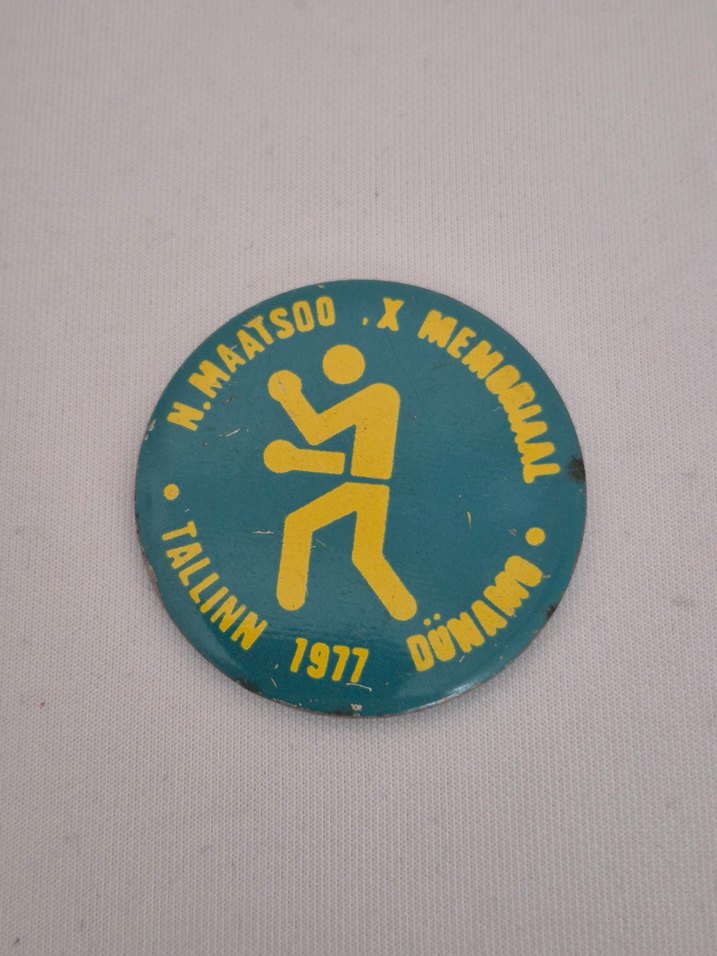 N. MAATSOO . X MEMORIAAL
• TALLINN 1977 DÜNAMO •